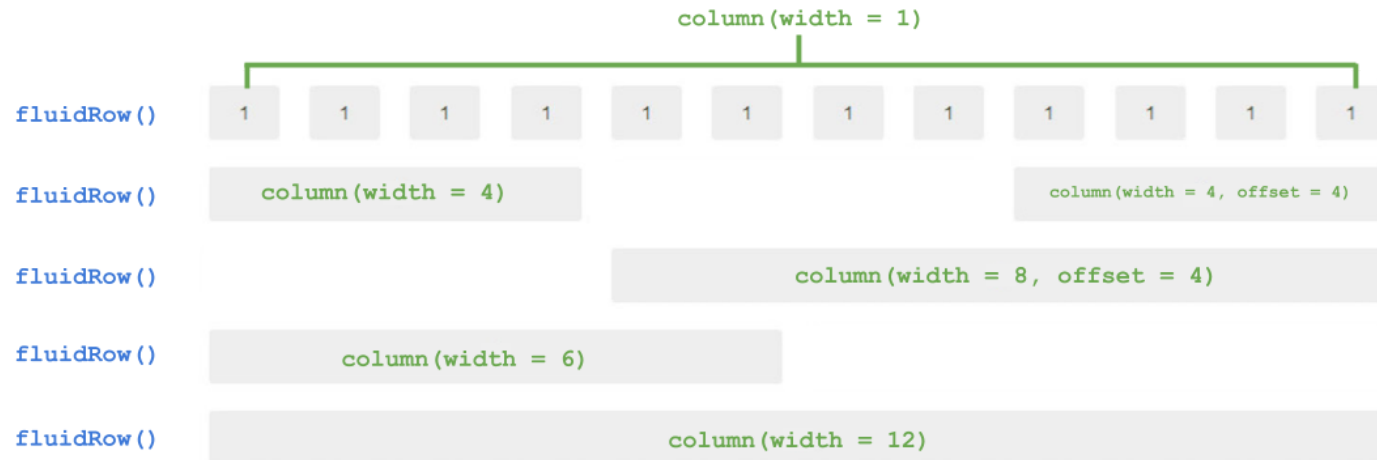 column(width = 1)
fluidRow() 1 1 1 1 1 1 1 1 1 1 1 1
fluidRow() column(width = 4) column(width = 4, offset = 4)
fluidRow() column(width = 8, offset = 4)
fluidRow() column(width = 6)
fluidRow() column(width = 12)